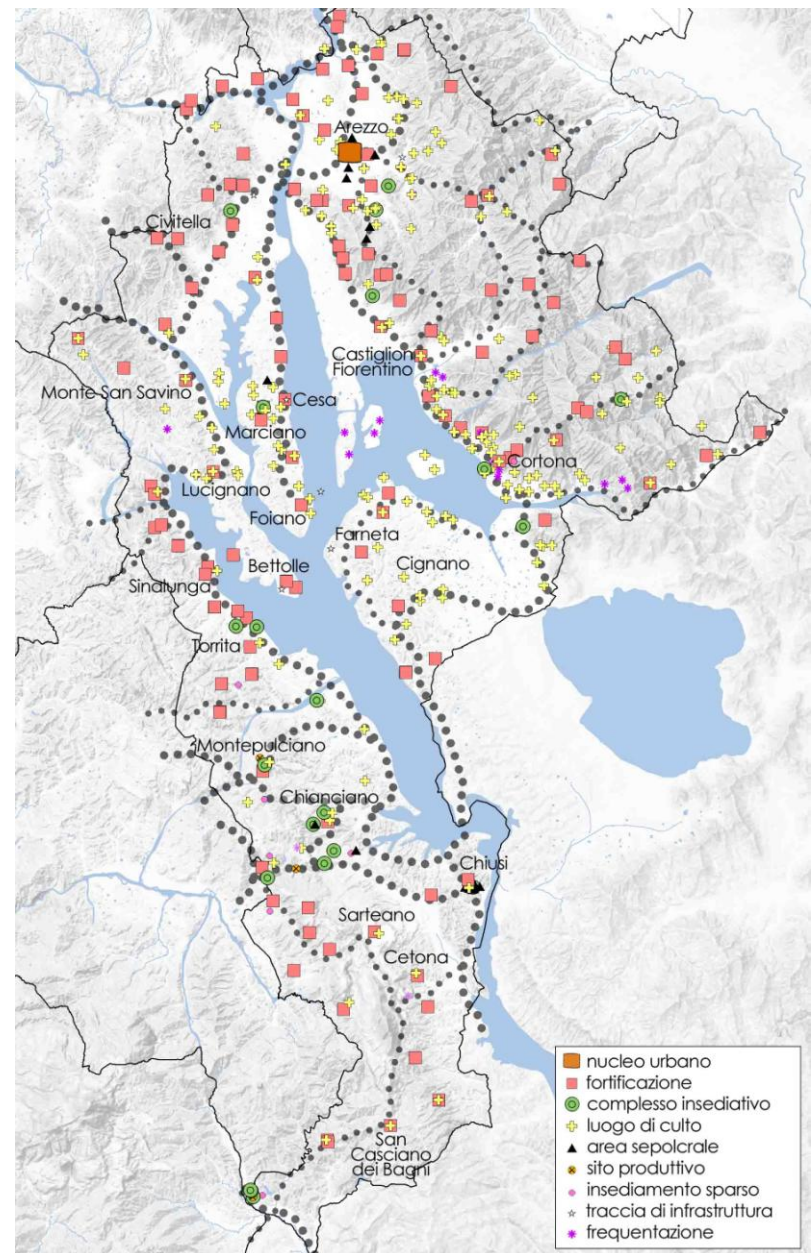 Arezzo
Civitella
Castiglion
Fiorentino
Monte San Savino
Cesa
Marciano
Cortona
Lucignano
Foiano
Farneta
Bettolle
Cignano
Sinalunga
Torrita
Montepulciano
Chianciano
Chiusi
Sarteano
Cetona
San
Casciano
dei Bagni
nucleo urbano
fortificazione
complesso insediativo
luogo di culto
area sepolcrale
sito produttivo
insediamento sparso
traccia di infrastruttura
frequentazione